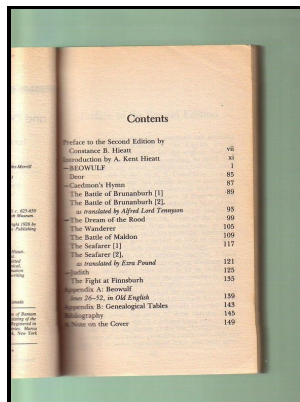 Contents
Preface to the Second Edition by
Constance B. Hieatt vii
Introduction by A. Kent Hieatt xi
—BEOWULF 1
Deor 85
—Caedmon's Hymn 87
The Battle of Brunanburh [1] 89
The Battle of Brunanburh [2],
as translated by Alfred Lord Tennyson 95
—The Dream of the Rood 99
The Wanderer 105
The Battle of Maldon 109
The Seafarer [1] 117
The Seafarer [2],
as translated by Ezra Pound 121
—Judith 125
The Fight at Finnsburh 135
Appendix A: Beowulf
lines 26–52, in Old English 139
Appendix B: Genealogical Tables 143
Bibliography 145
A Note on the Cover 149